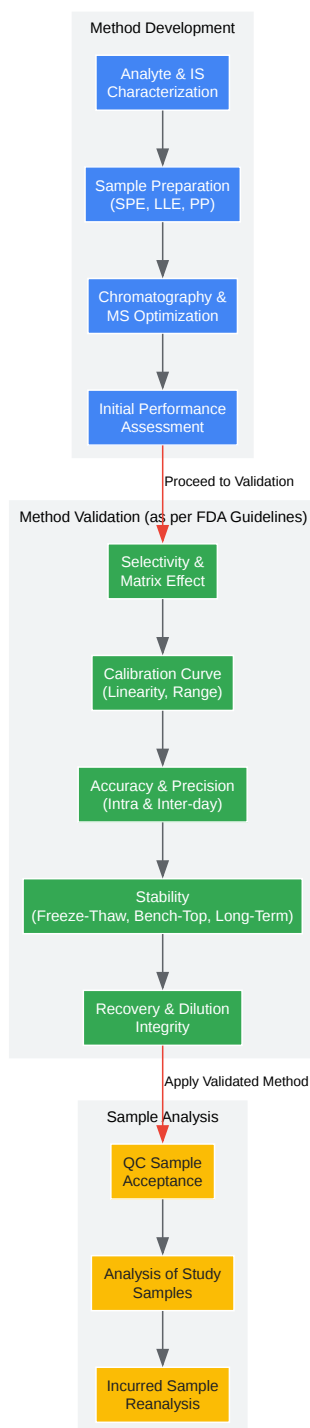 Method Development
Analyte & IS
Characterization
Sample Preparation
(SPE, LLE, PP)
Chromatography &
MS Optimization
Initial Performance
Assessment
Proceed to Validation
Method Validation (as per FDA Guidelines)
Selectivity &
Matrix Effect
Calibration Curve
(Linearity, Range)
Accuracy & Precision
(Intra & Inter-day)
Stability
(Freeze-Thaw, Bench-Top, Long-Term)
Recovery & Dilution
Integrity
Apply Validated Method
Sample Analysis
QC Sample
Acceptance
Analysis of Study
Samples
Incurred Sample
Reanalysis